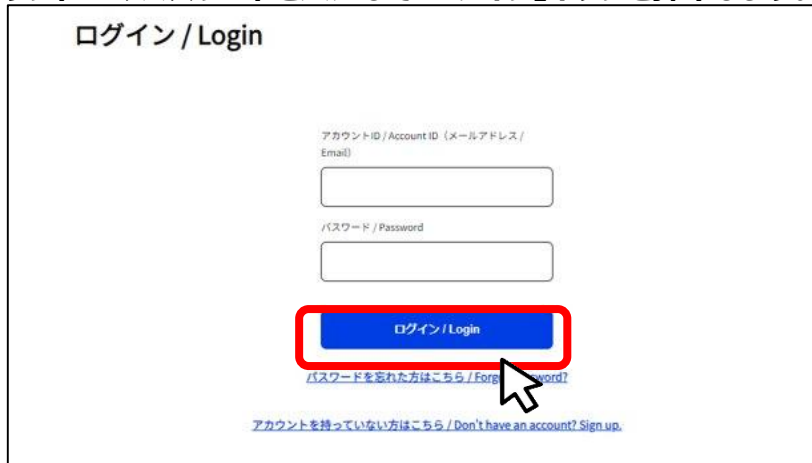 ログイン / Login
アカウントID / Account ID（メールアドレス /
Email）
パスワード / Password
ログイン / Login
パスワードを忘れた方はこちら / Forgot password?
アカウントを持っていない方はこちら / Don't have an account? Sign up.